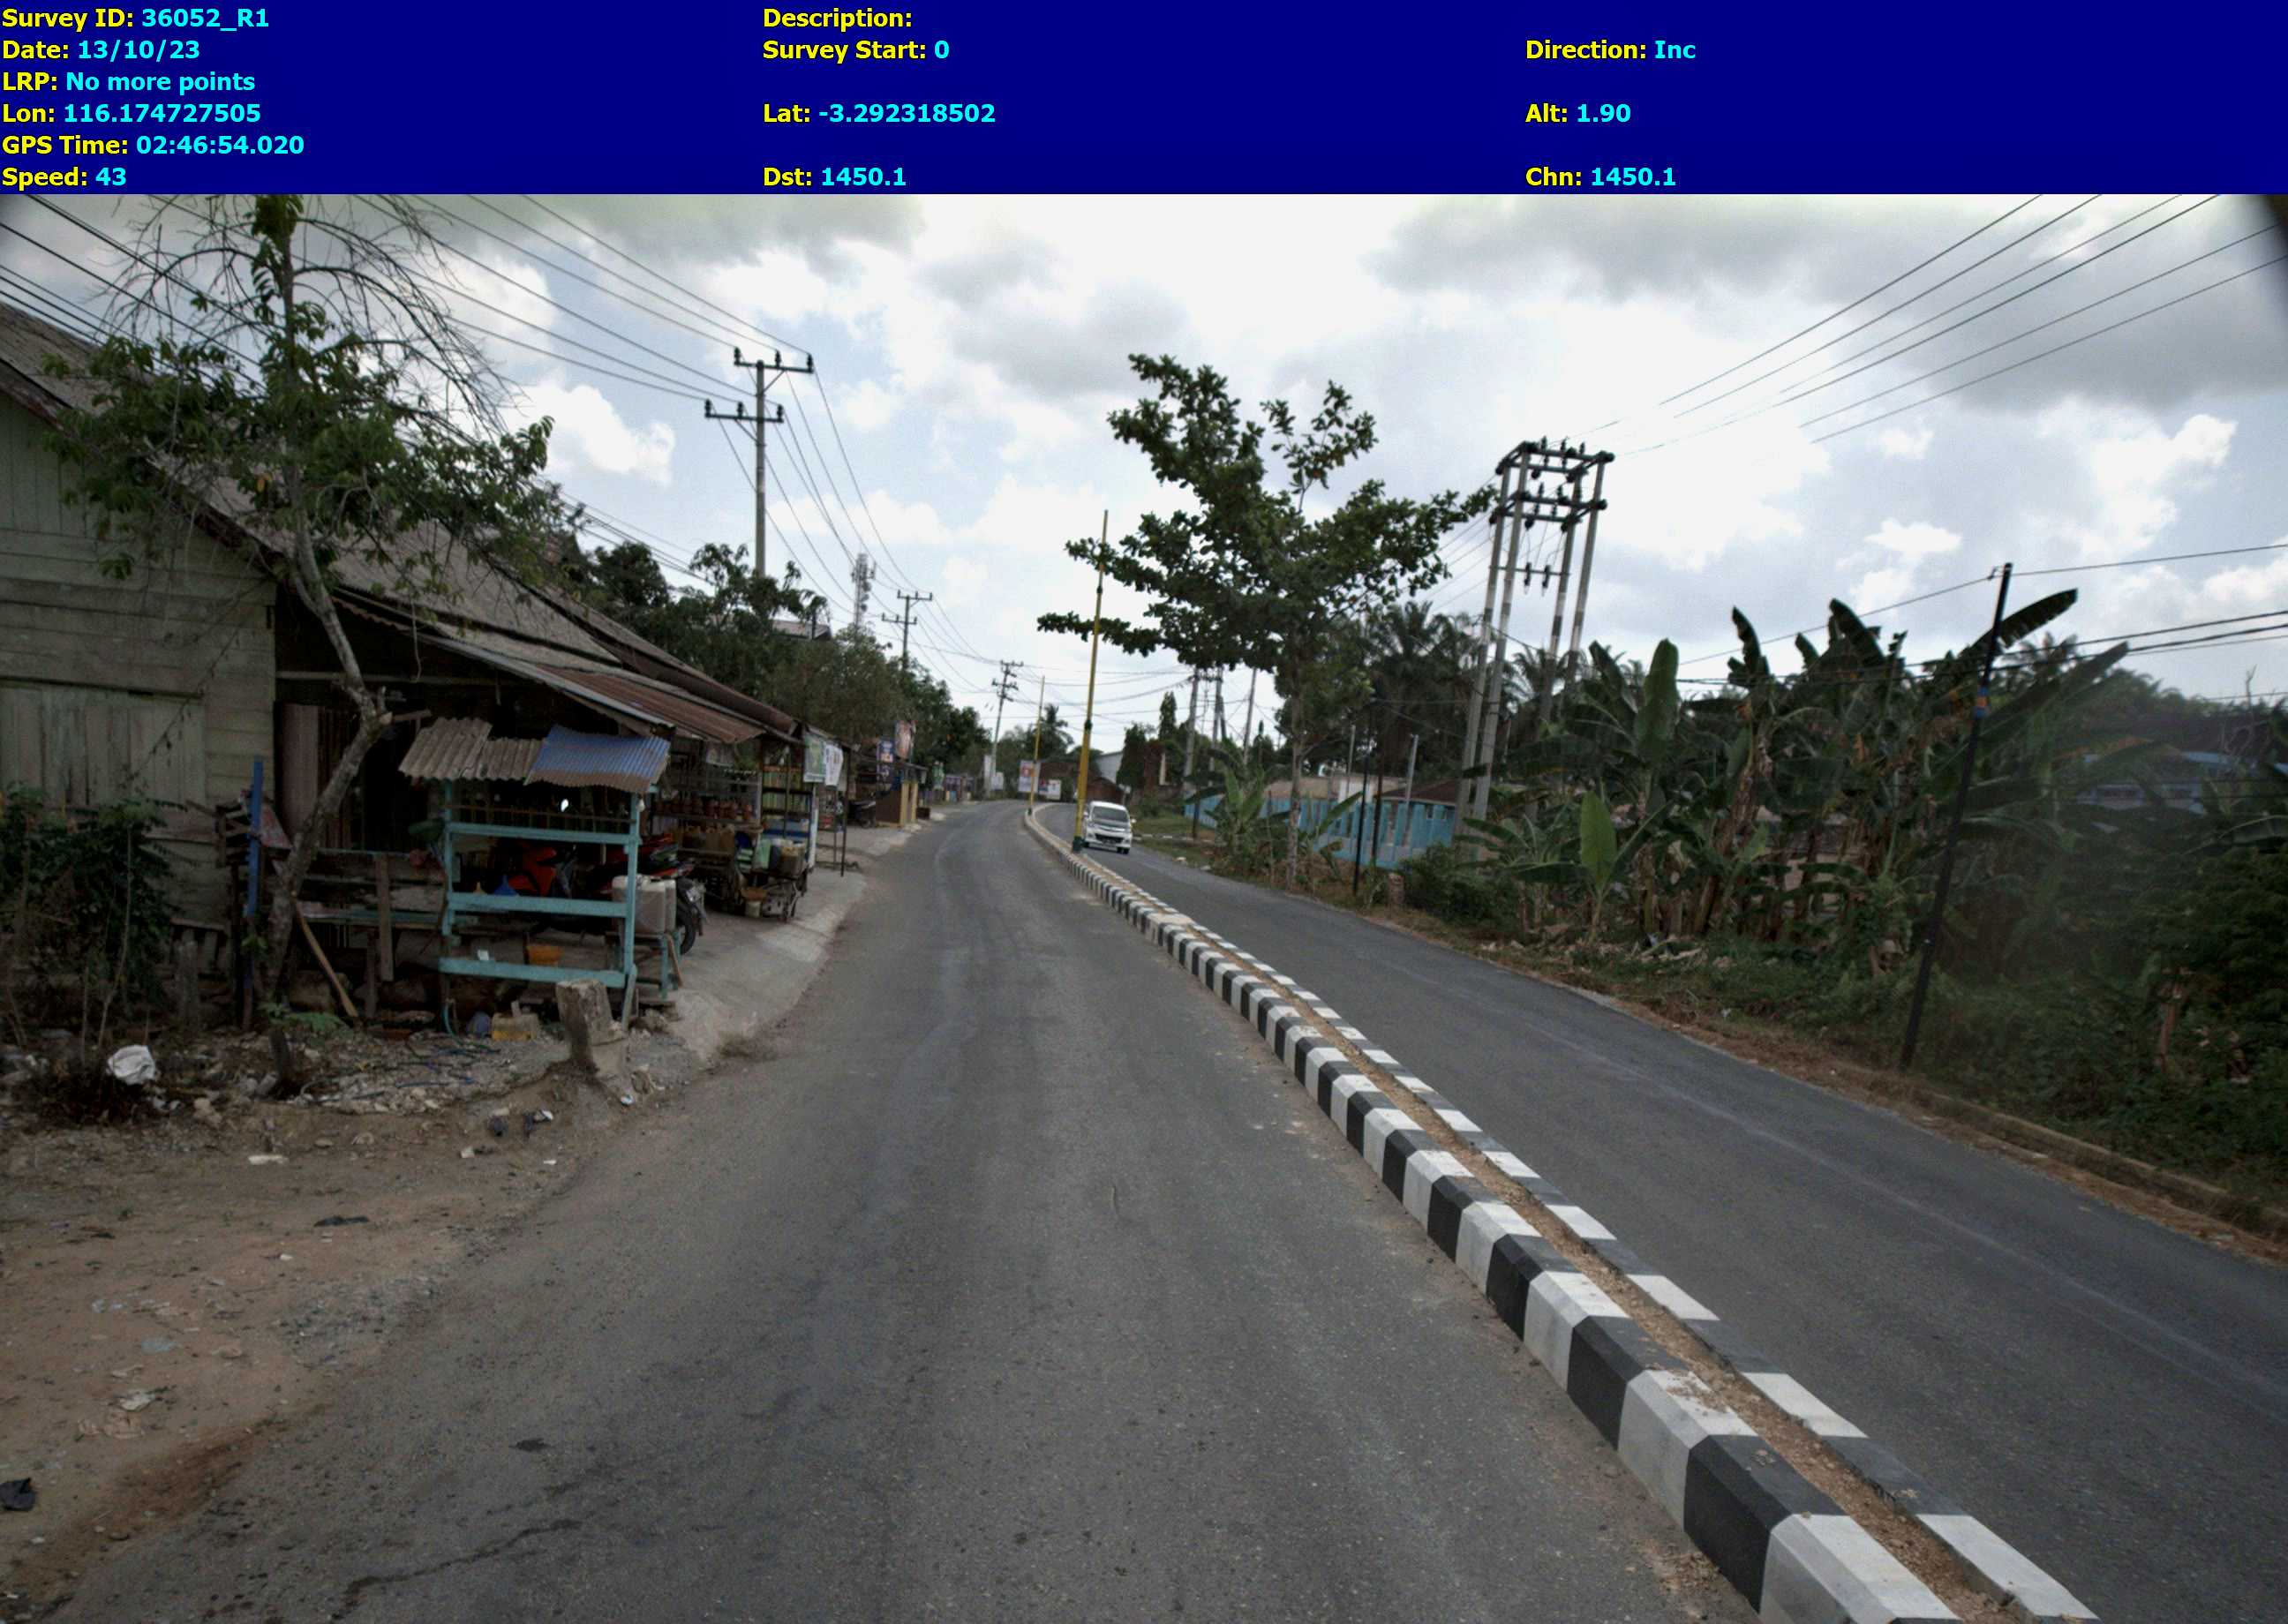 Survey ID: 36052_R1
Description:
Date: 13/10/23
Survey Start: 0
Direction: Inc
LRP: No more points
Lon: 116.174727505
Lat: -3.292318502
Alt: 1.90
GPS Time: 02:46:54.020
Speed: 43
Dst: 1450.1
Chn: 1450.1